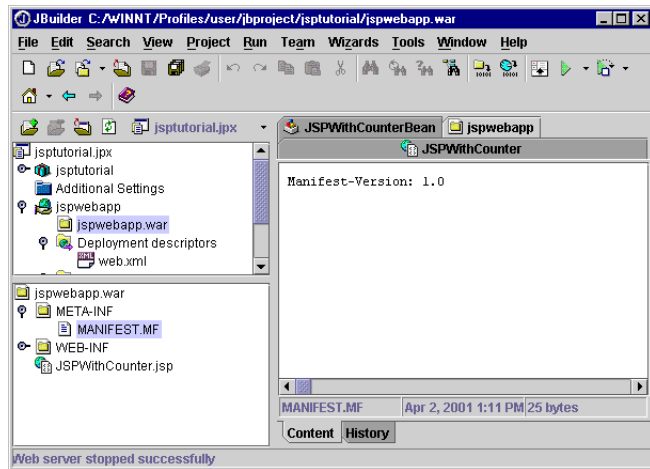 JBuilder C:/WINNT/Profiles/user/jbproject/jsptutorial/jspwebapp.war
File Edit Search View Project Run Team Wizards Tools Window Help
jsptutorial.jpx
JSPWithCounterBean jspwebapp
JSPWithCounter
jsptutorial.jpx
jsptutorial
Additional Settings
jspwebapp
jspwebapp.war
Deployment descriptors
web.xml
Manifest-Version: 1.0
jspwebapp.war
META-INF
MANIFEST.MF
WEB-INF
JSPWithCounter.jsp
MANIFEST.MF Apr 2, 2001 1:11 PM 25 bytes
Content History
Web server stopped successfully